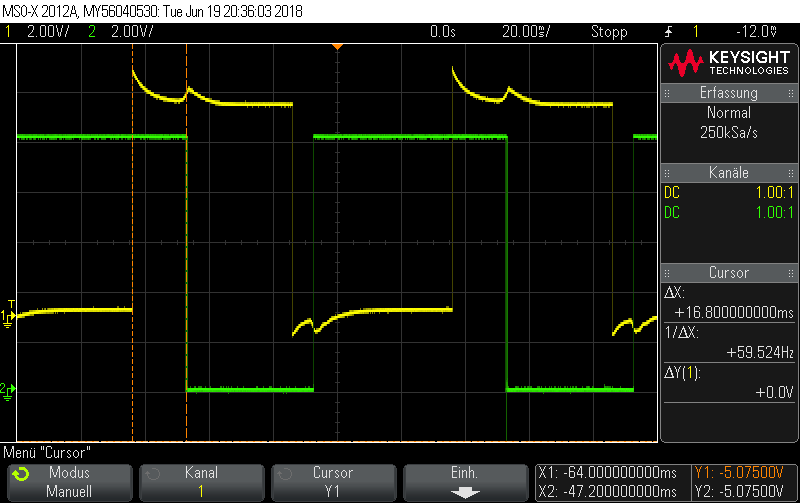 MSO-X 2012A, MY56040530: Tue Jun 19 20:36:03 2018
1 2.00V/ 2 2.00V/ 0.0s 20.00ms/ Stopp 1 -12.0V
KEYSIGHT
TECHNOLOGIES
Erfassung
Normal
250kSa/s
Kanäle
DC 1.00:1
DC 1.00:1
Cursor
ΔX:
+16.800000000ms
1/ΔX:
+59.524Hz
ΔY(1):
+0.0V
T
1
2
Menü "Cursor"
Modus
Manuell
Kanal
1
Cursor
Y1
Einh.
X1: -64.000000000ms
X2: -47.200000000ms
Y1: -5.07500V
Y2: -5.07500V